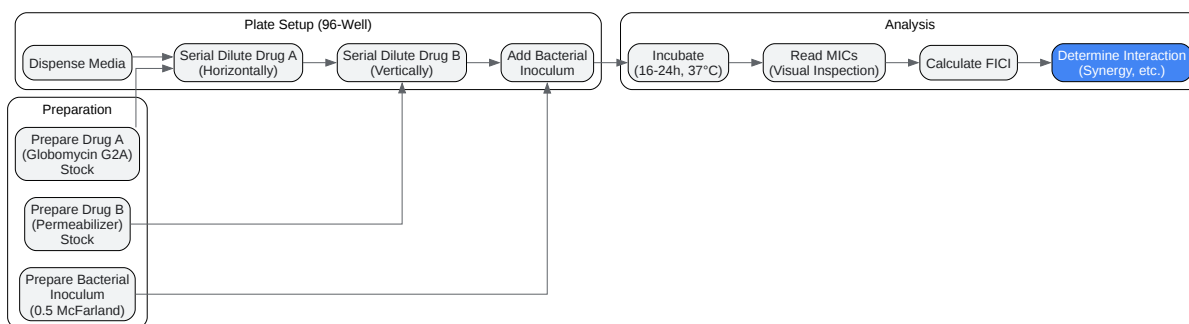 Plate Setup (96-Well)
Dispense Media
Serial Dilute Drug A
(Horizontally)
Serial Dilute Drug B
(Vertically)
Add Bacterial
Inoculum
Analysis
Incubate
(16-24h, 37°C)
Read MICs
(Visual Inspection)
Calculate FICI
Determine Interaction
(Synergy, etc.)
Preparation
Prepare Drug A
(Globomycin G2A)
Stock
Prepare Drug B
(Permeabilizer)
Stock
Prepare Bacterial
Inoculum
(0.5 McFarland)